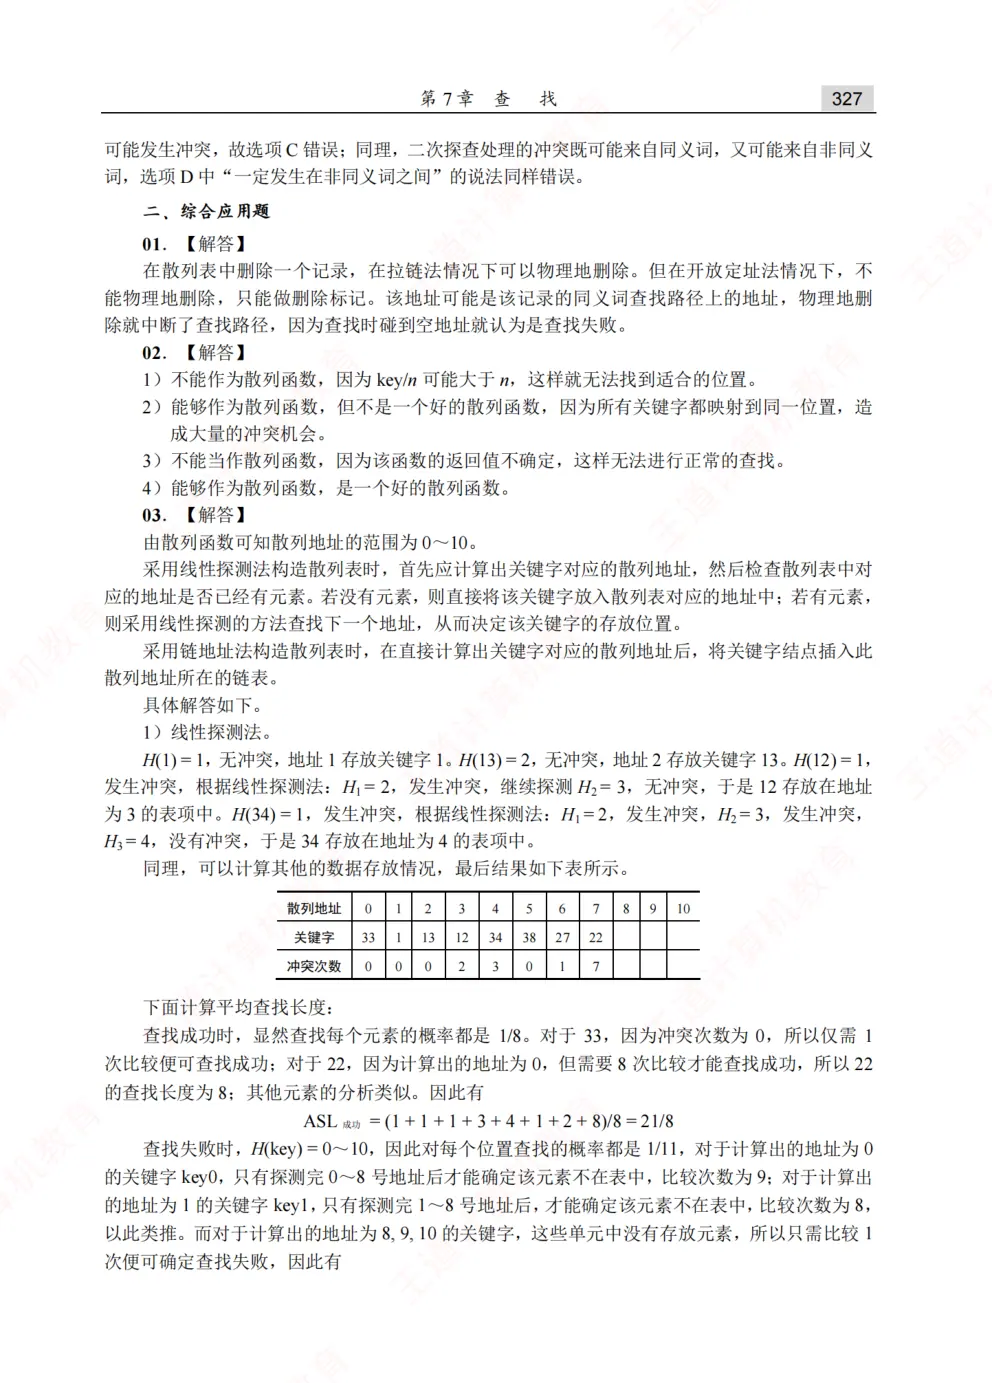 第7章 查 找 327
可能发生冲突，故选项 C 错误；同理，二次探查处理的冲突既可能来自同义词，又可能来自非同义
词，选项 D 中“一定发生在非同义词之间”的说法同样错误。
二、综合应用题
01. 【解答】
在散列表中删除一个记录，在拉链法情况下可以物理地删除。但在开放定址法情况下，不
能物理地删除，只能做删除标记。该地址可能是该记录的同义词查找路径上的地址，物理地删
除就中断了查找路径，因为查找时碰到空地址就认为是查找失败。
02. 【解答】
1）不能作为散列函数，因为 key/n 可能大于 n，这样就无法找到适合的位置。
2）能够作为散列函数，但不是一个好的散列函数，因为所有关键字都映射到同一位置，造
成大量的冲突机会。
3）不能当作散列函数，因为该函数的返回值不确定，这样无法进行正常的查找。
4）能够作为散列函数，是一个好的散列函数。
03. 【解答】
由散列函数可知散列地址的范围为 0～10。
采用线性探测法构造散列表时，首先应计算出关键字对应的散列地址，然后检查散列表中对
应的地址是否已经有元素。若没有元素，则直接将该关键字放入散列表对应的地址中；若有元素，
则采用线性探测的方法查找下一个地址，从而决定该关键字的存放位置。
采用链地址法构造散列表时，在直接计算出关键字对应的散列地址后，将关键字结点插入此
散列地址所在的链表。
具体解答如下。
1）线性探测法。
H(1) = 1，无冲突，地址 1 存放关键字 1。H(13) = 2，无冲突，地址 2 存放关键字 13。H(12) = 1，
发生冲突，根据线性探测法：H₁ = 2，发生冲突，继续探测 H₂ = 3，无冲突，于是 12 存放在地址
为 3 的表项中。H(34) = 1，发生冲突，根据线性探测法：H₁ = 2，发生冲突，H₂ = 3，发生冲突，
H₃ = 4，没有冲突，于是 34 存放在地址为 4 的表项中。
同理，可以计算其他的数据存放情况，最后结果如下表所示。
散列地址 0 1 2 3 4 5 6 7 8 9 10
关键字 33 1 13 12 34 38 27 22
冲突次数 0 0 0 2 3 0 1 7
下面计算平均查找长度：
查找成功时，显然查找每个元素的概率都是 1/8。对于 33，因为冲突次数为 0，所以仅需 1
次比较便可查找成功；对于 22，因为计算出的地址为 0，但需要 8 次比较才能查找成功，所以 22
的查找长度为 8；其他元素的分析类似。因此有
ASL 成功 = (1 + 1 + 1 + 3 + 4 + 1 + 2 + 8)/8 = 21/8
查找失败时，H(key) = 0～10，因此对每个位置查找的概率都是 1/11，对于计算出的地址为 0
的关键字 key0，只有探测完 0～8 号地址后才能确定该元素不在表中，比较次数为 9；对于计算出
的地址为 1 的关键字 key1，只有探测完 1～8 号地址后，才能确定该元素不在表中，比较次数为 8，
以此类推。而对于计算出的地址为 8, 9, 10 的关键字，这些单元中没有存放元素，所以只需比较 1
次便可确定查找失败，因此有